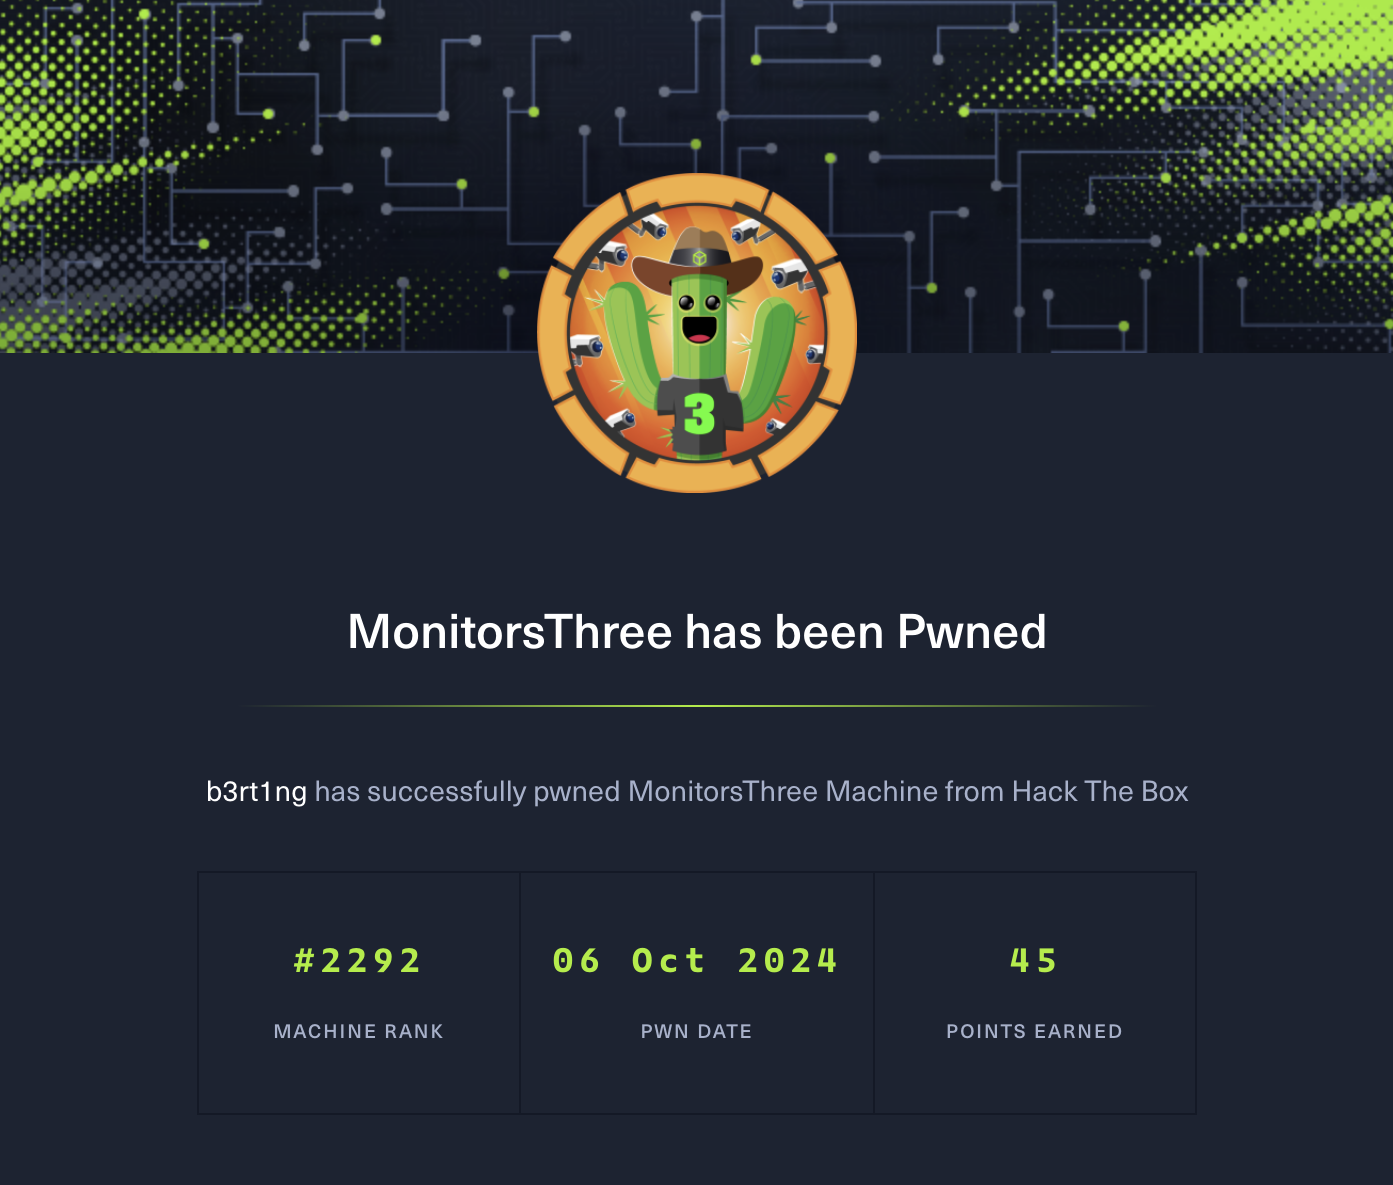 3
MonitorsThree has been Pwned
b3rt1ng has successfully pwned MonitorsThree Machine from Hack The Box
#2292
MACHINE RANK
06 Oct 2024
PWN DATE
45
POINTS EARNED